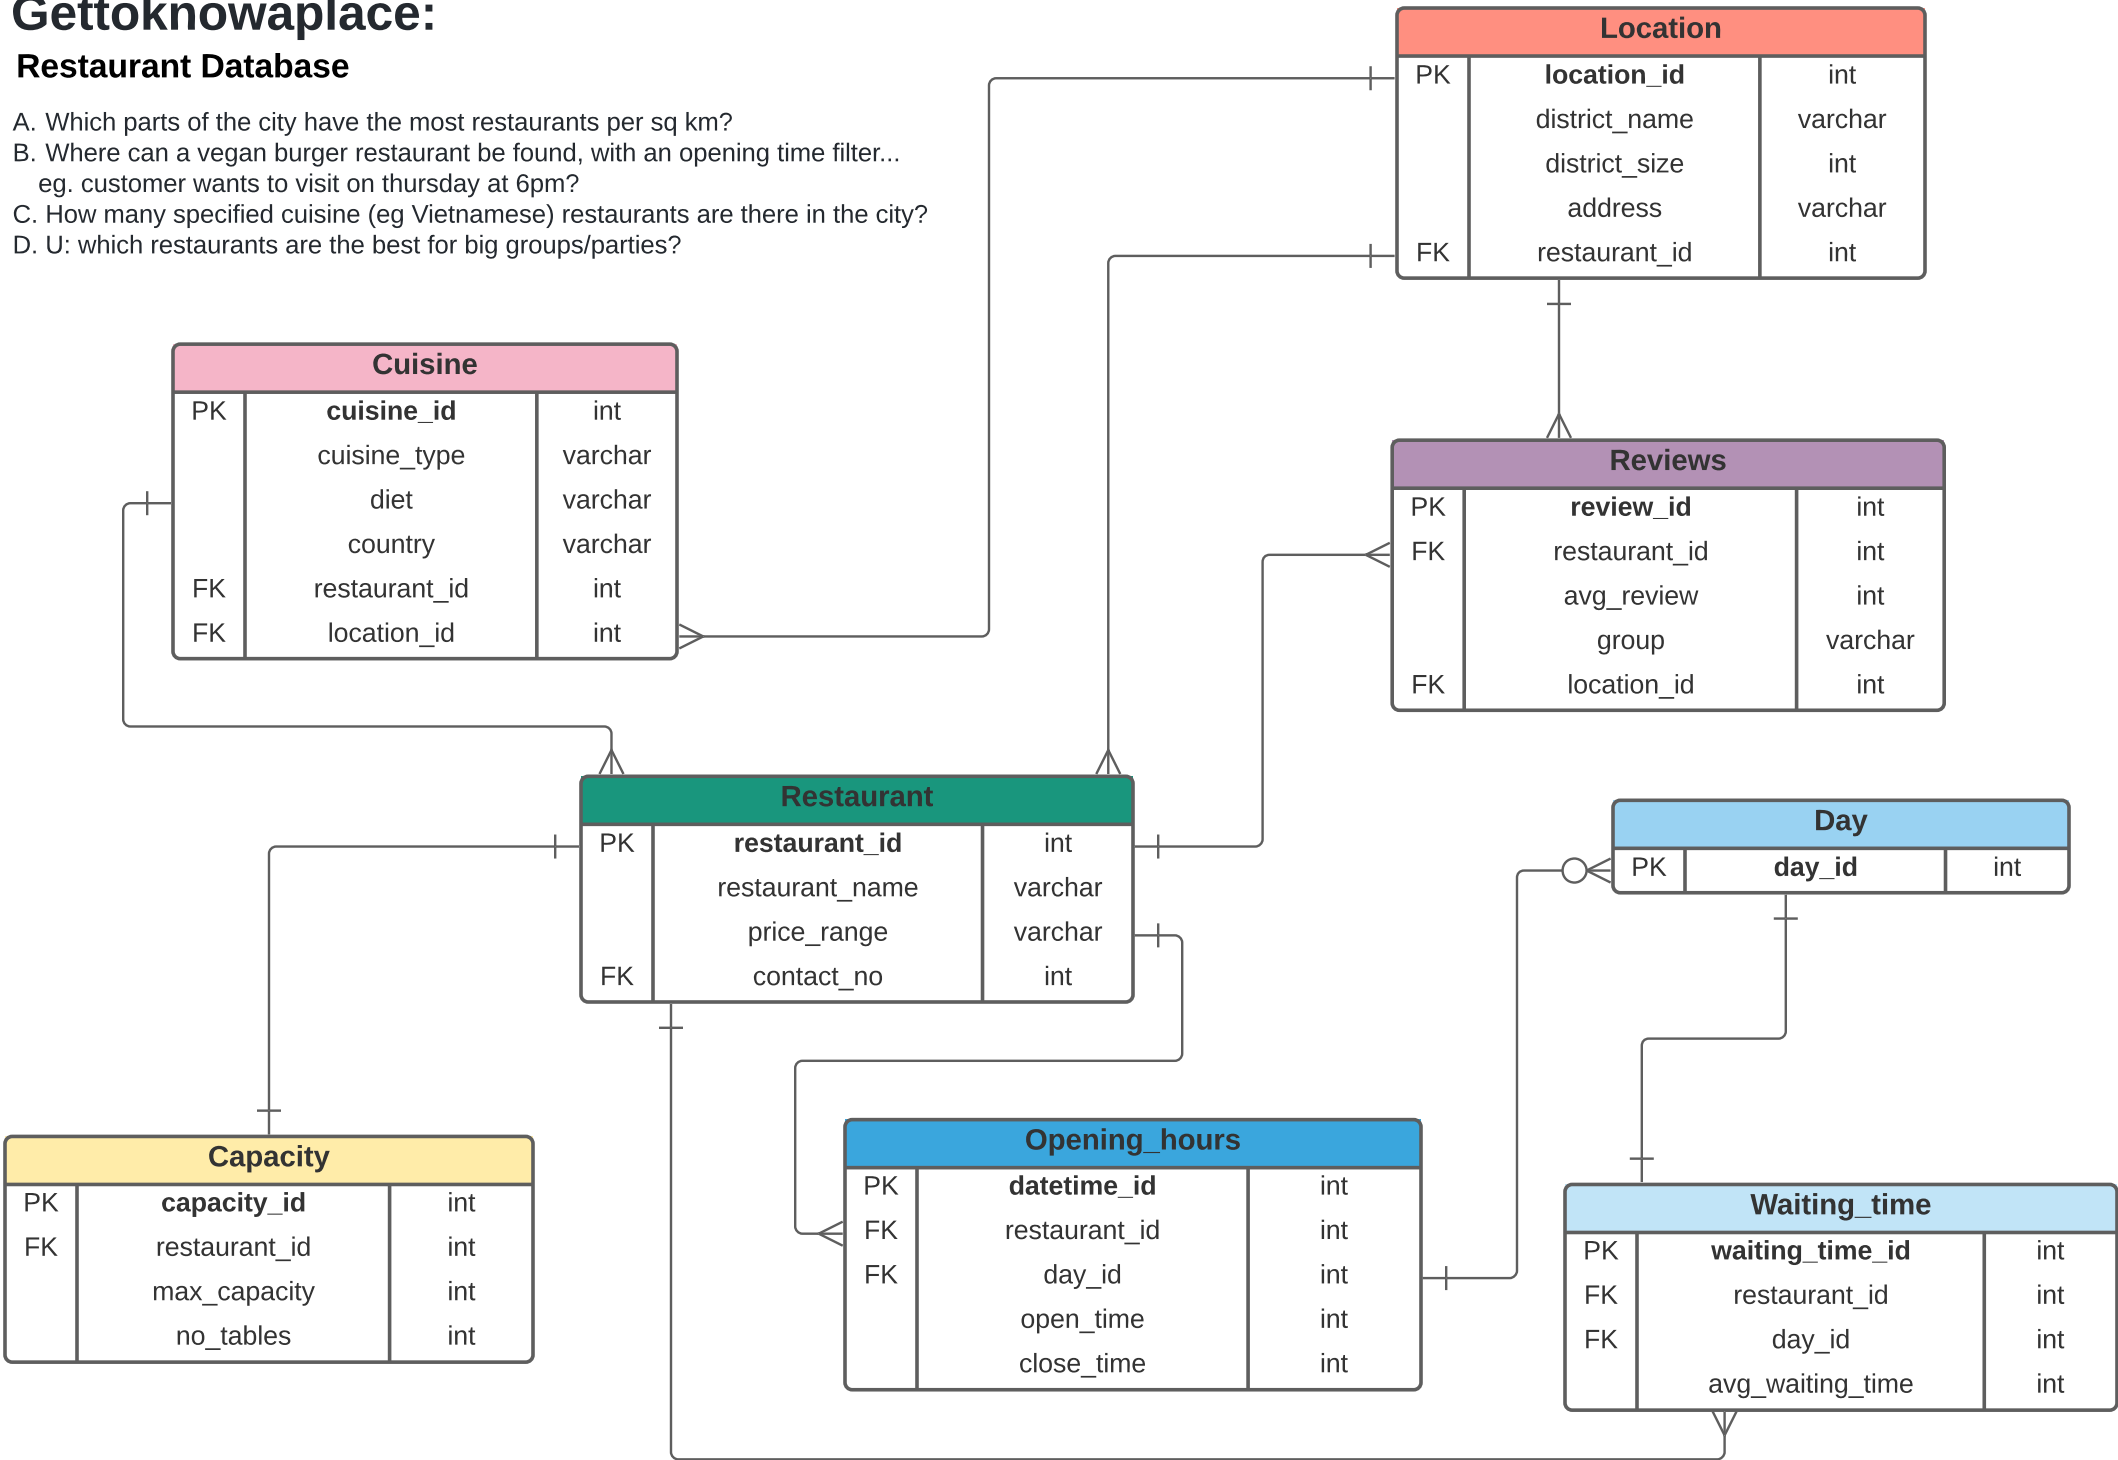 Gettoknowaplace:
Restaurant Database
A. Which parts of the city have the most restaurants per sq km?
B. Where can a vegan burger restaurant be found, with an opening time filter...
eg. customer wants to visit on thursday at 6pm?
C. How many specified cuisine (eg Vietnamese) restaurants are there in the city?
D. U: which restaurants are the best for big groups/parties?
Location
PK location_id int
district_name varchar
district_size int
address varchar
FK restaurant_id int
Cuisine
PK cuisine_id int
cuisine_type varchar
diet varchar
country varchar
FK restaurant_id int
FK location_id int
Reviews
PK review_id int
FK restaurant_id int
avg_review int
group varchar
FK location_id int
Restaurant
PK restaurant_id int
restaurant_name varchar
price_range varchar
FK contact_no int
Day
PK day_id int
Capacity
PK capacity_id int
FK restaurant_id int
max_capacity int
no_tables int
Opening_hours
PK datetime_id int
FK restaurant_id int
FK day_id int
open_time int
close_time int
Waiting_time
PK waiting_time_id int
FK restaurant_id int
FK day_id int
avg_waiting_time int